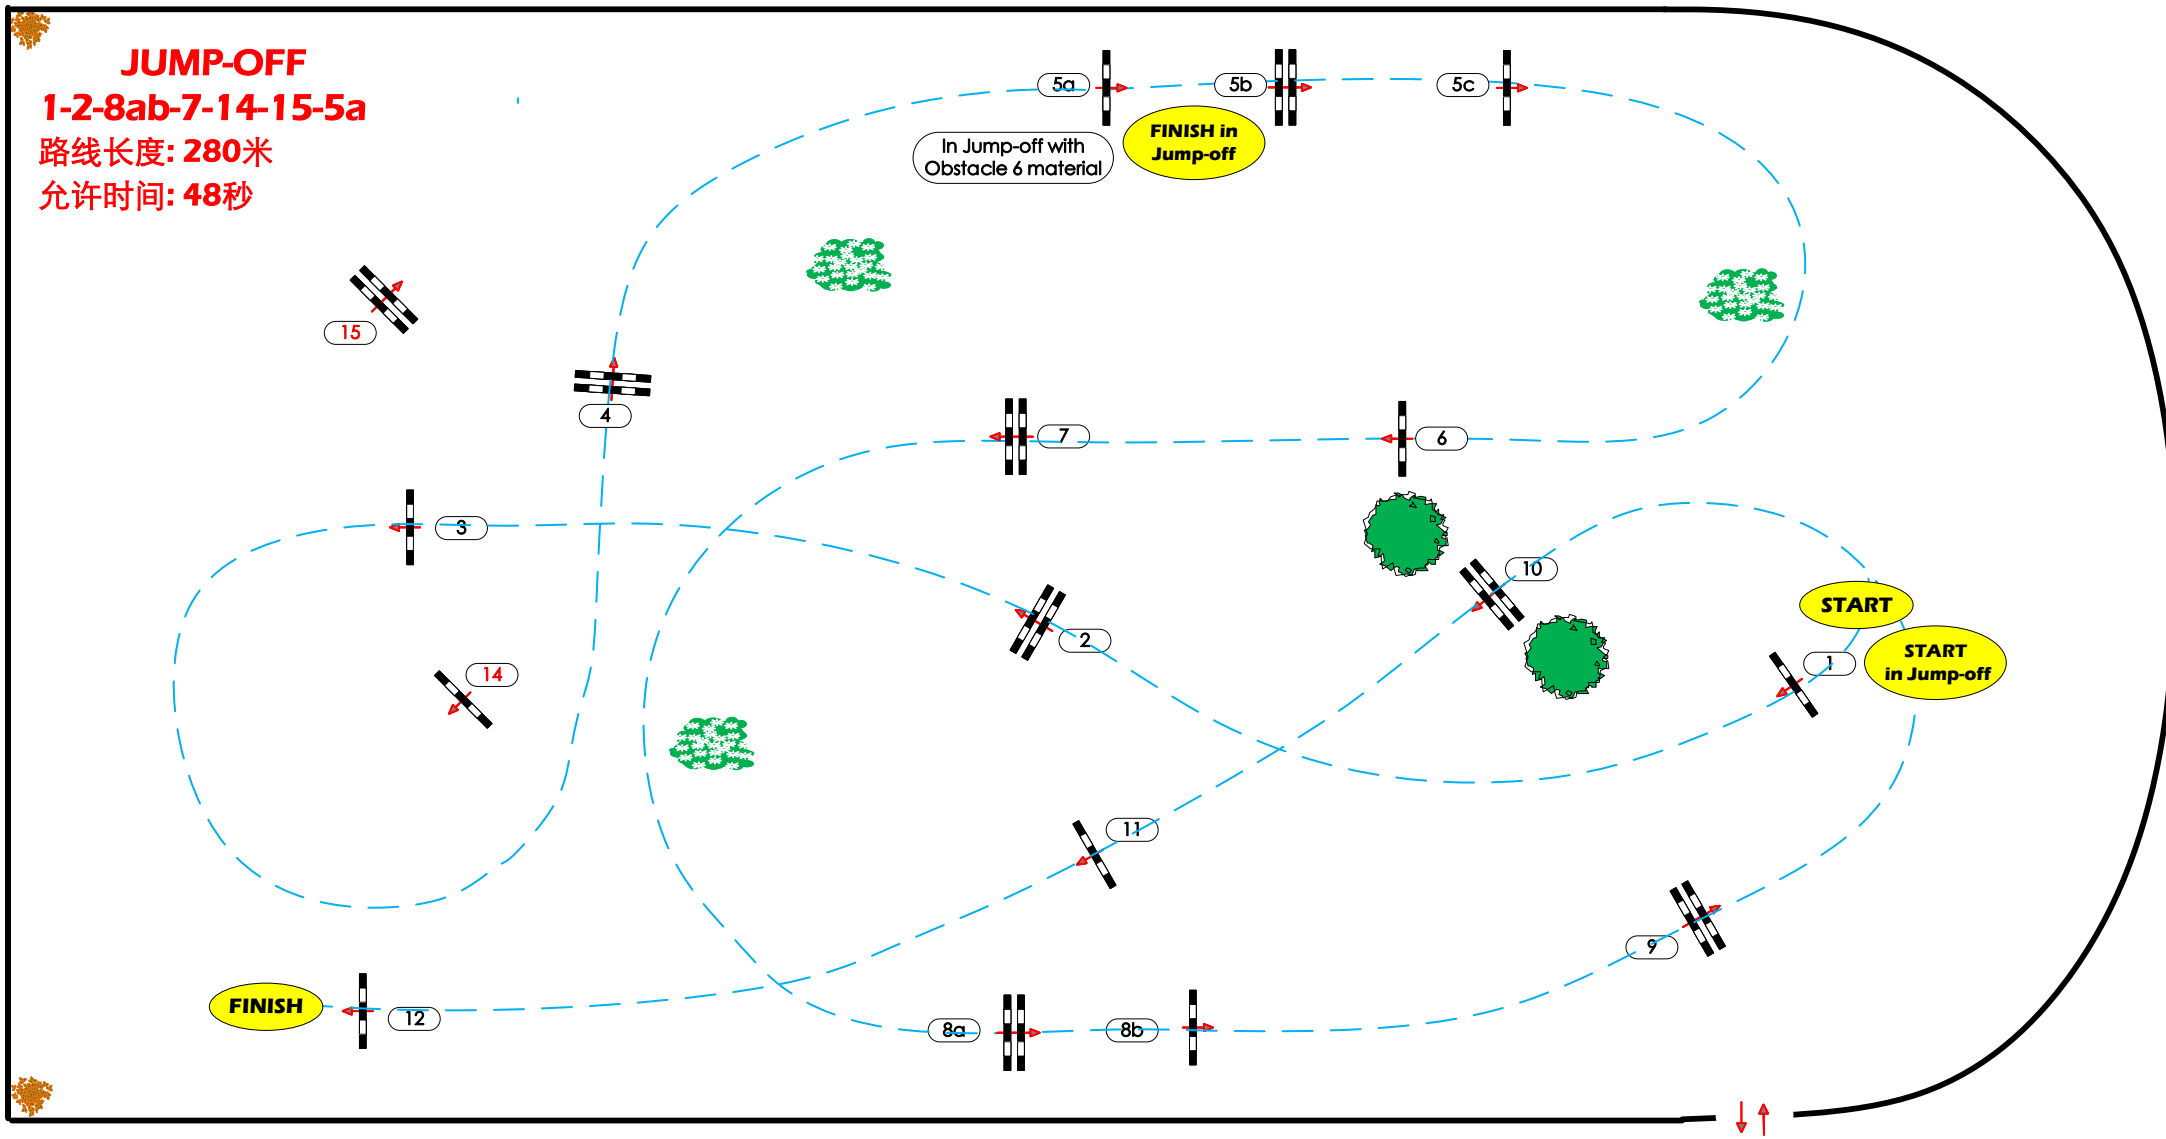 JUMP-OFF
1-2-8ab-7-14-15-5a
路线长度: 280米
允许时间: 48秒
5a
5b
5c
FINISH in
Jump-off
In Jump-off with
Obstacle 6 material
15
4
7
6
3
10
START
2
1
START
in Jump-off
14
11
9
FINISH
12
8a
8b